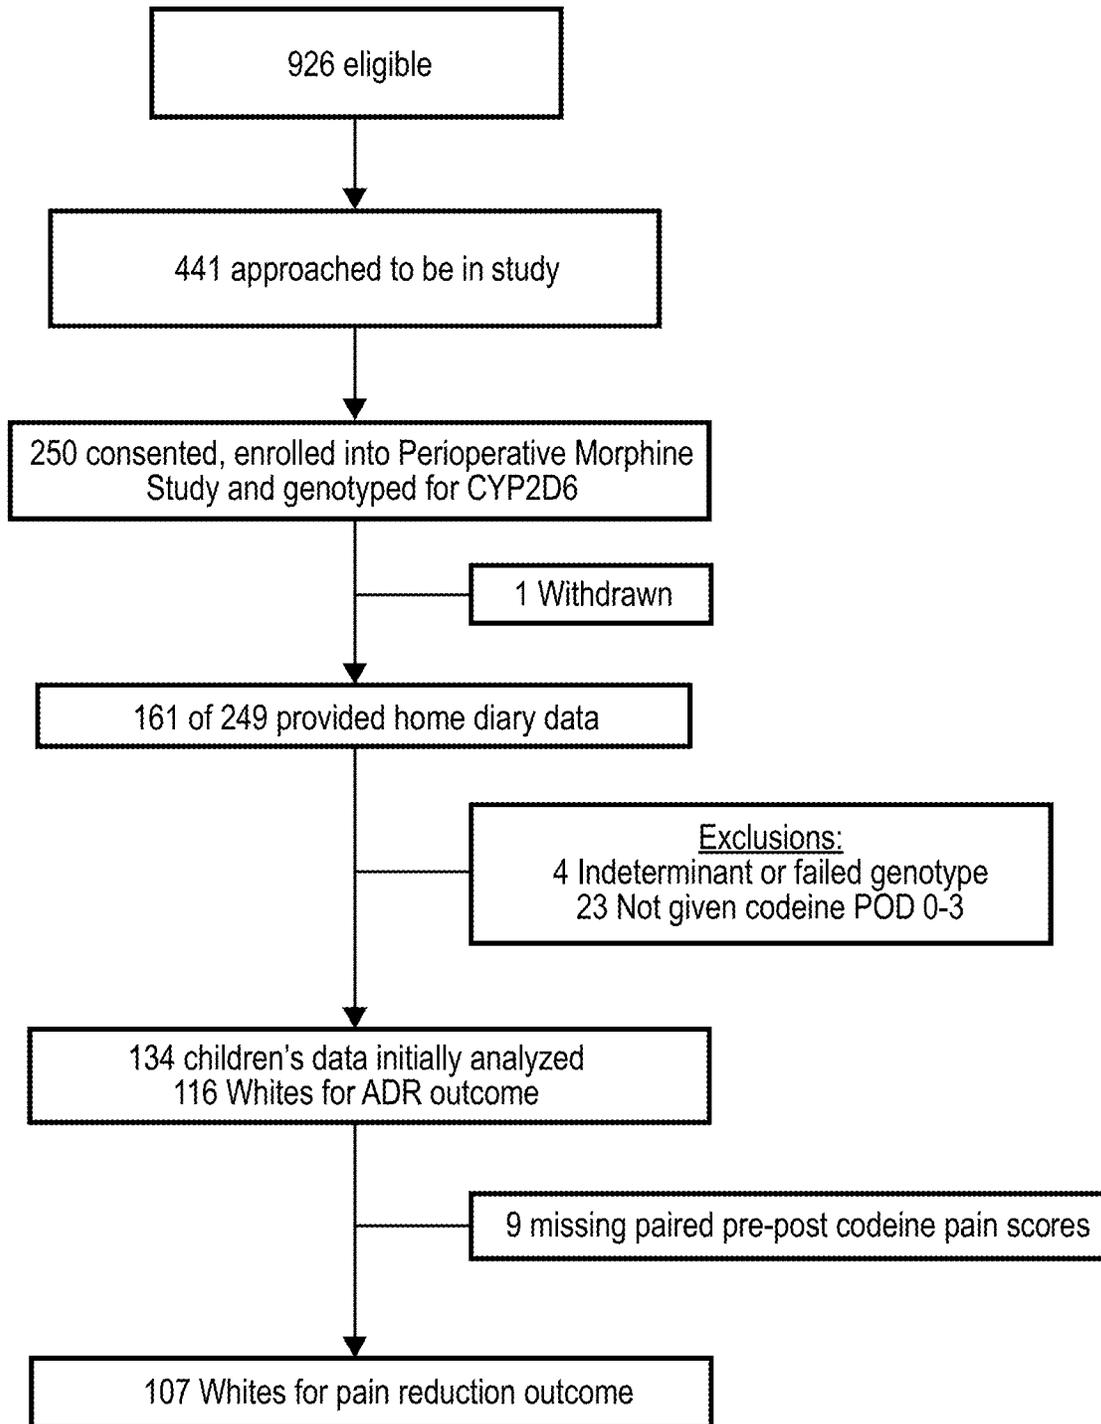 926 eligible
441 approached to be in study
250 consented, enrolled into Perioperative Morphine
Study and genotyped for CYP2D6
1 Withdrawn
161 of 249 provided home diary data
Exclusions:
4 Indeterminant or failed genotype
23 Not given codeine POD 0-3
134 children's data initially analyzed
116 Whites for ADR outcome
9 missing paired pre-post codeine pain scores
107 Whites for pain reduction outcome